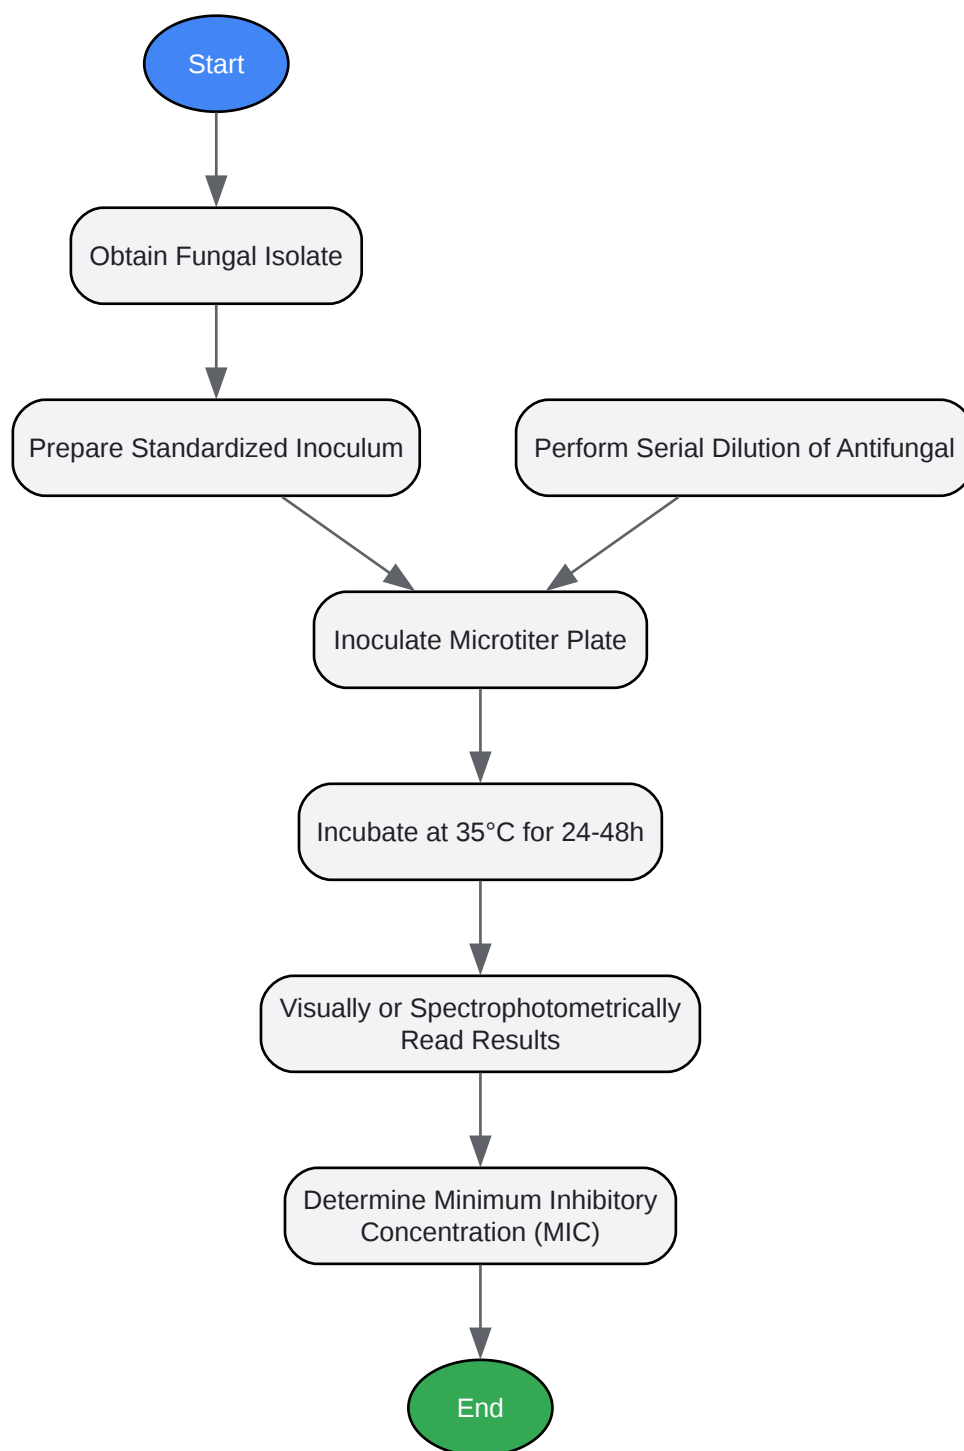 Start
Obtain Fungal Isolate
Prepare Standardized Inoculum
Perform Serial Dilution of Antifungal
Inoculate Microtiter Plate
Incubate at 35°C for 24-48h
Visually or Spectrophotometrically
Read Results
Determine Minimum Inhibitory
Concentration (MIC)
End